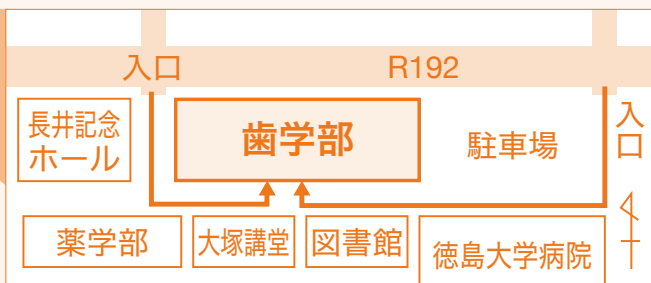 入口
R192
長井記念
ホール
歯学部
駐車場
入口
薬学部
大塚講堂
図書館
徳島大学病院